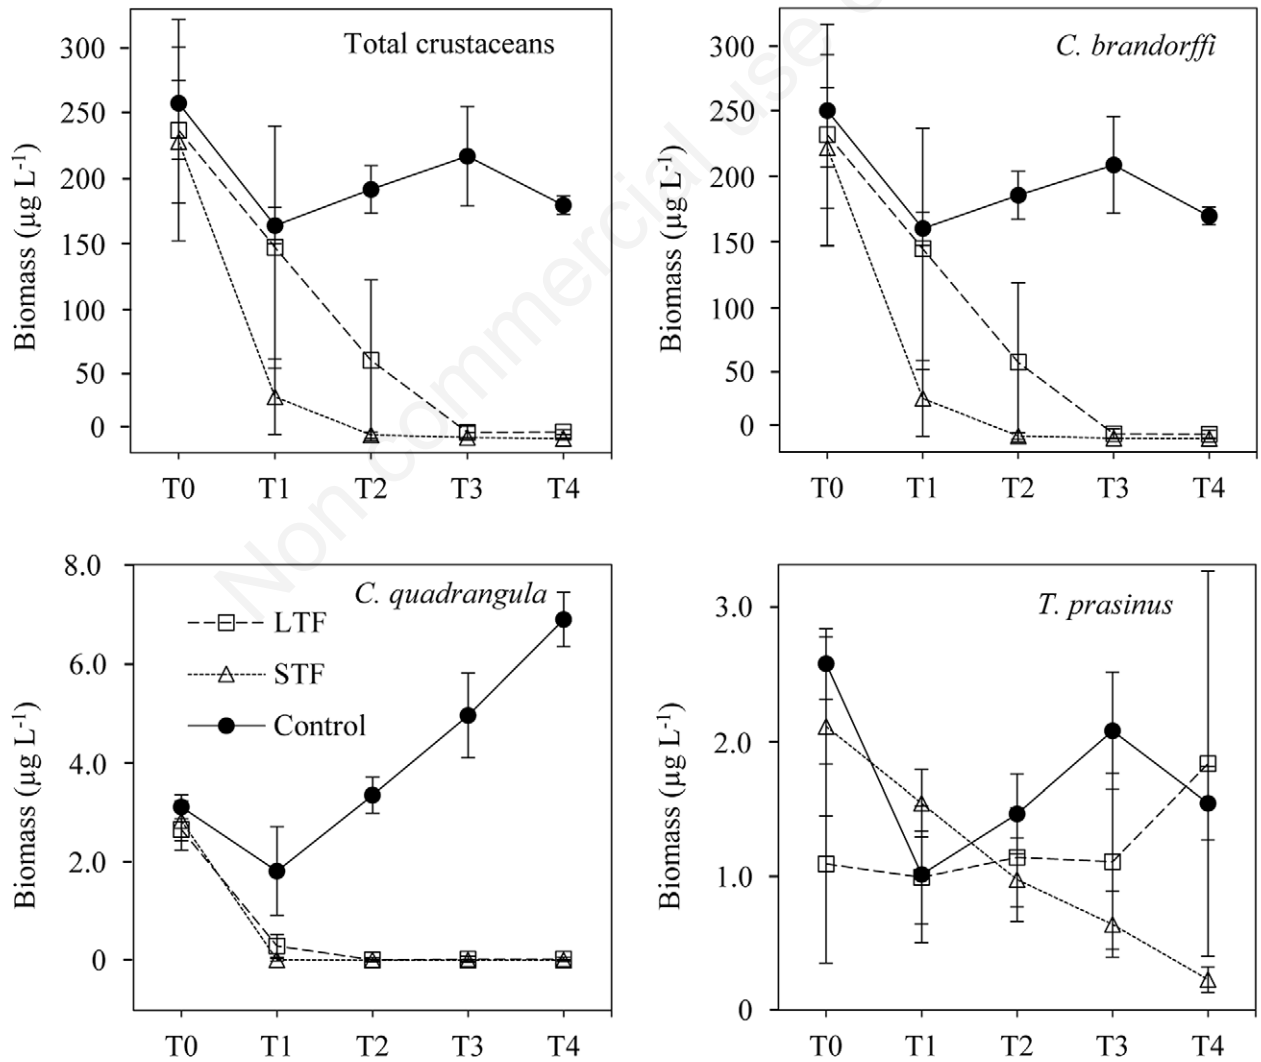 Total crustaceans
300
250
200
150
100
50
0
Biomass (µg L-1)
T0 T1 T2 T3 T4
C. brandorffi
300
250
200
150
100
50
0
Biomass (µg L-1)
T0 T1 T2 T3 T4
C. quadrangula
LTF
STF
Control
8.0
6.0
4.0
2.0
0
Biomass (µg L-1)
T0 T1 T2 T3 T4
T. prasinus
3.0
2.0
1.0
0
Biomass (µg L-1)
T0 T1 T2 T3 T4
Non commercial use